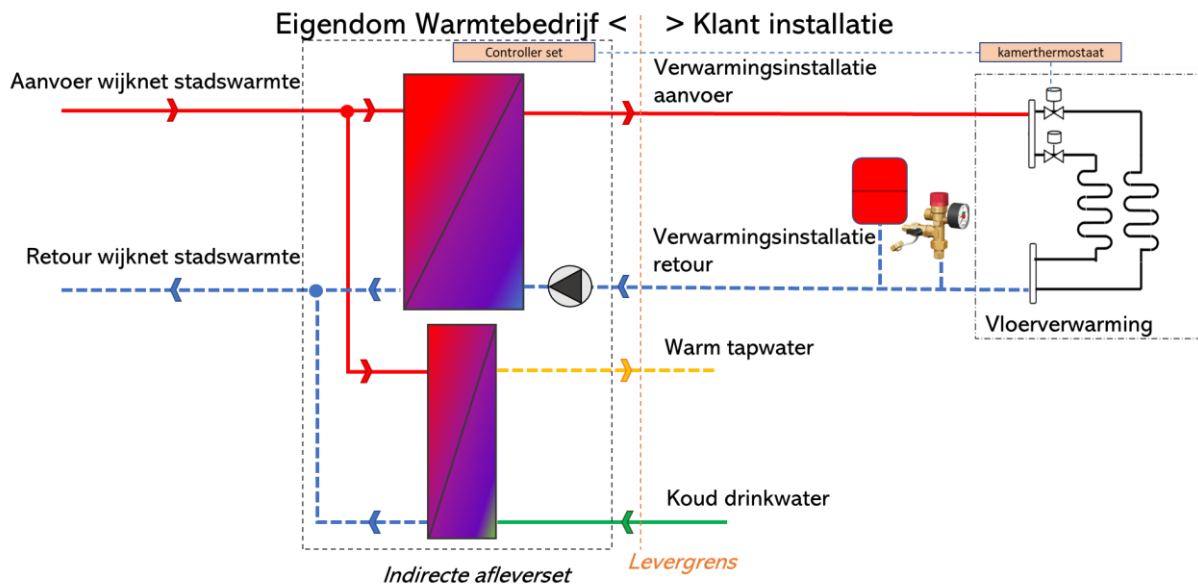 Eigendom Warmtebedrijf < > Klant installatie
Controller set
kamerthermostaat
Aanvoer wijknet stadswarmte
Verwarmingsinstallatie
aanvoer
Retour wijknet stadswarmte
Verwarmingsinstallatie
retour
Vloerverwarming
Warm tapwater
Koud drinkwater
Levergrens
Indirecte afleverset